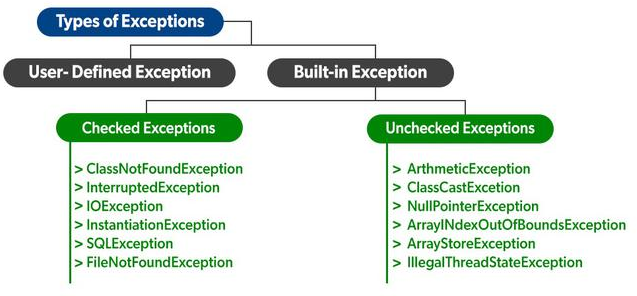 Types of Exceptions
User- Defined Exception
Built-in Exception
Checked Exceptions
> ClassNotFoundException
> InterruptedException
> IOException
> InstantiationException
> SQLException
> FileNotFoundException
Unchecked Exceptions
> ArthmeticException
> ClassCastExcetion
> NullPointerException
> ArrayINdexOutOfBoundsException
> ArrayStoreException
> IllegalThreadStateException